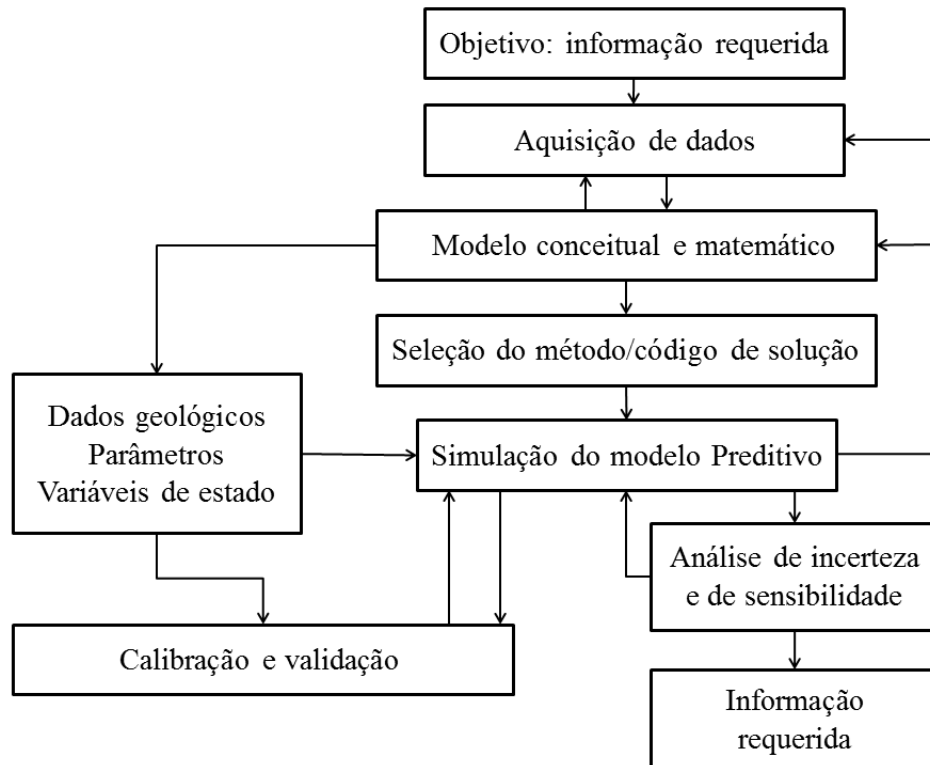 Objetivo: informação requerida
Aquisição de dados
Modelo conceitual e matemático
Seleção do método/código de solução
Dados geológicos
Parâmetros
Variáveis de estado
Simulação do modelo Preditivo
Análise de incerteza
e de sensibilidade
Calibração e validação
Informação
requerida